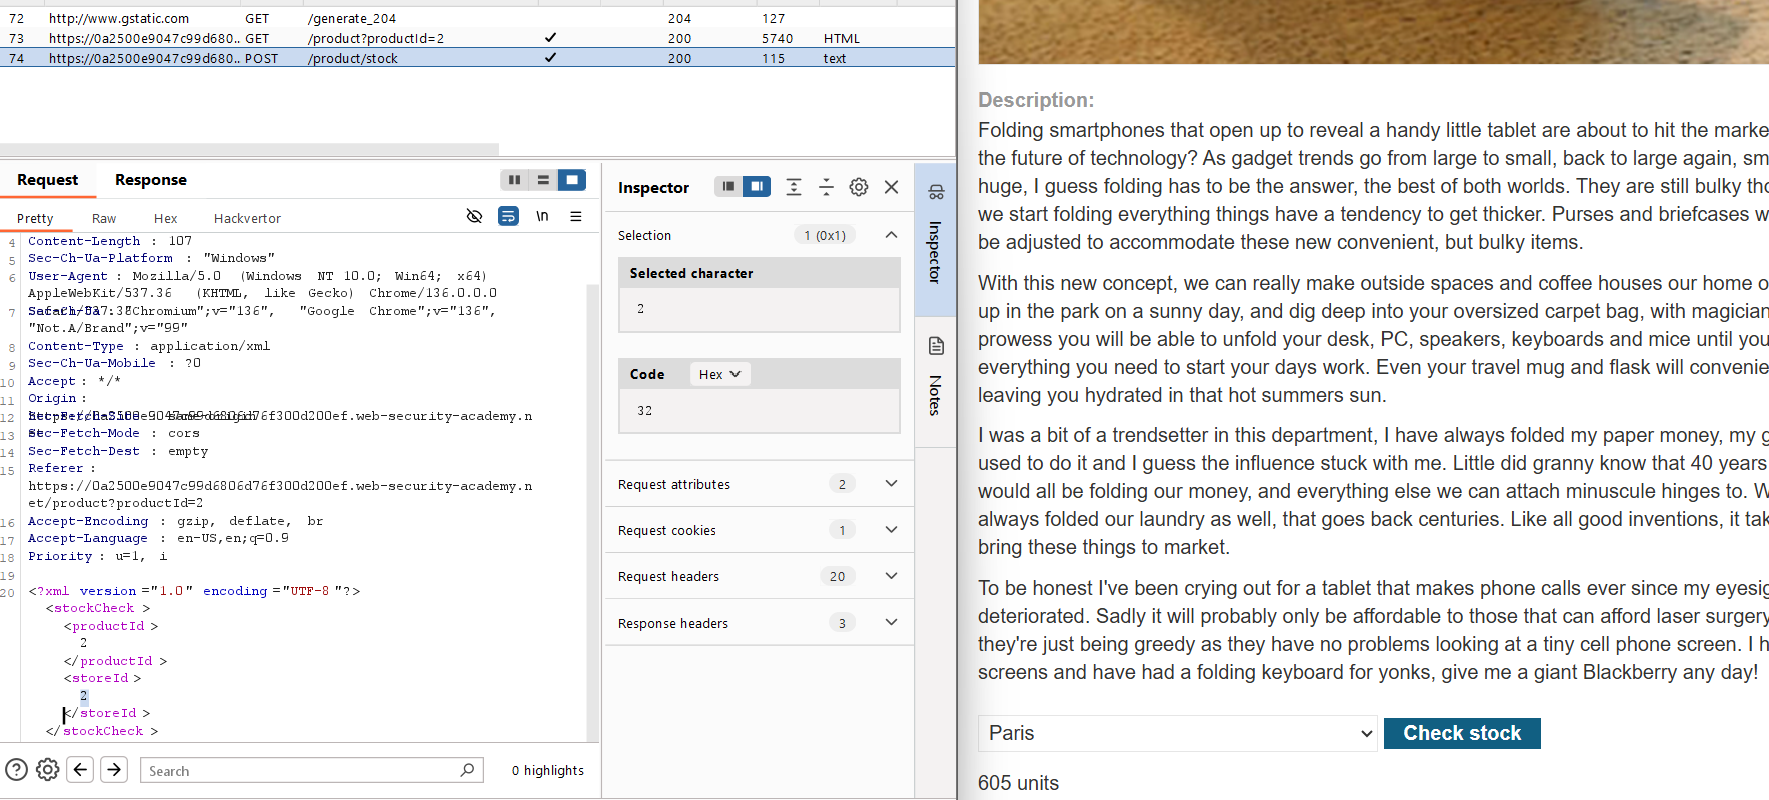 72 http://www.gstatic.com GET /generate_204 204 127
73 https://0a2500e9047c99d680.. GET /product?productId=2 ✓ 200 5740 HTML
74 https://0a2500e9047c99d680.. POST /product/stock ✓ 200 115 text
Request Response
Pretty Raw Hex Hackvertor \n
4 Content-Length : 107
5 Sec-Ch-Ua-Platform : "Windows"
6 User-Agent : Mozilla/5.0 (Windows NT 10.0; Win64; x64)
AppleWebKit/537.36 (KHTML, like Gecko) Chrome/136.0.0.0
7 "Chromium";v="136", "Google Chrome";v="136",
"Not.A/Brand";v="99"
8 Content-Type : application/xml
9 Sec-Ch-Ua-Mobile : ?0
10 Accept : */*
11 Origin :
12
13 Sec-Fetch-Mode : cors
14 Sec-Fetch-Dest : empty
15 Referer :
https://0a2500e9047c99d6806d76f300d200ef.web-security-academy.n
et/product?productId=2
16 Accept-Encoding : gzip, deflate, br
17 Accept-Language : en-US,en;q=0.9
18 Priority : u=1, i
19
20 <?xml version ="1.0" encoding ="UTF-8 "?>
<stockCheck >
<productId >
2
</productId >
<storeId >
2
</storeId >
</stockCheck >
Search
0 highlights
Inspector
Selection 1 (0x1)
Selected character
2
Code Hex
32
Request attributes 2
Request cookies 1
Request headers 20
Response headers 3
Inspector
Notes
Description:
Folding smartphones that open up to reveal a handy little tablet are about to hit the marke
the future of technology? As gadget trends go from large to small, back to large again, sm
huge, I guess folding has to be the answer, the best of both worlds. They are still bulky tho
we start folding everything things have a tendency to get thicker. Purses and briefcases w
be adjusted to accommodate these new convenient, but bulky items.
With this new concept, we can really make outside spaces and coffee houses our home o
up in the park on a sunny day, and dig deep into your oversized carpet bag, with magician
prowess you will be able to unfold your desk, PC, speakers, keyboards and mice until you
everything you need to start your days work. Even your travel mug and flask will convenie
leaving you hydrated in that hot summers sun.
I was a bit of a trendsetter in this department, I have always folded my paper money, my g
used to do it and I guess the influence stuck with me. Little did granny know that 40 years
would all be folding our money, and everything else we can attach minuscule hinges to. W
always folded our laundry as well, that goes back centuries. Like all good inventions, it tak
bring these things to market.
To be honest I've been crying out for a tablet that makes phone calls ever since my eyesig
deteriorated. Sadly it will probably only be affordable to those that can afford laser surgery
they're just being greedy as they have no problems looking at a tiny cell phone screen. I h
screens and have had a folding keyboard for yonks, give me a giant Blackberry any day!
Paris
Check stock
605 units